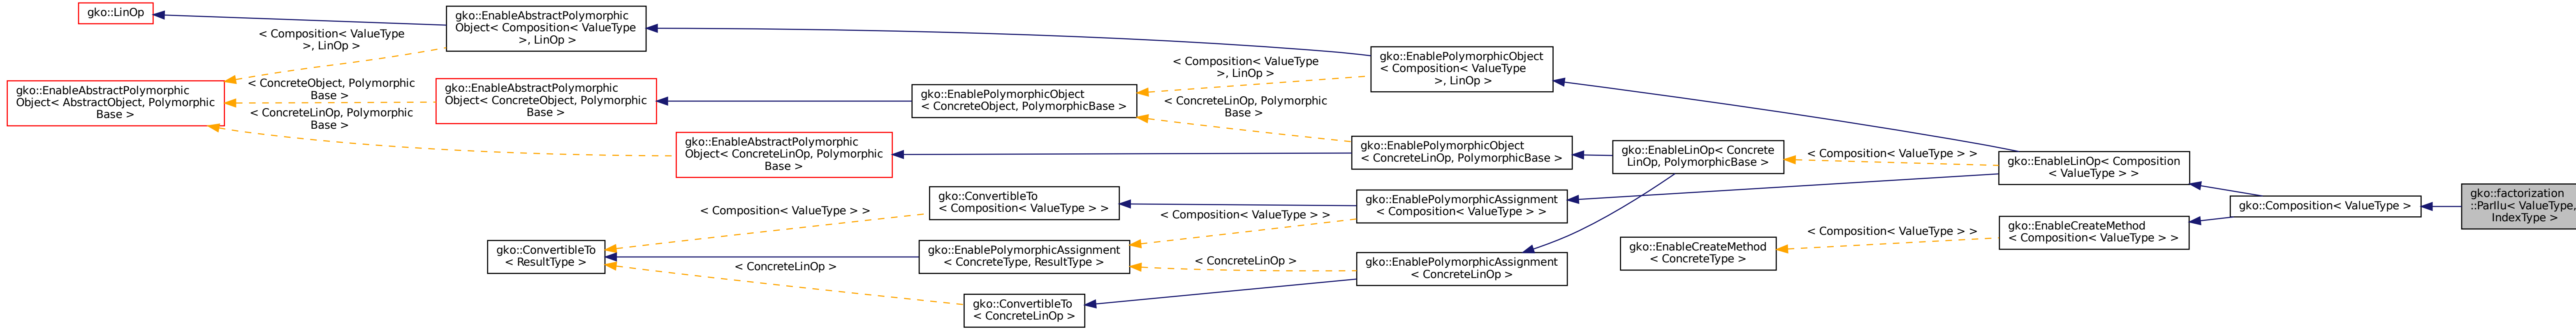 gko::LinOp
gko::EnableAbstractPolymorphic
Object< Composition< ValueType
>, LinOp >
< Composition< ValueType
>, LinOp >
gko::EnableAbstractPolymorphic
Object< AbstractObject, Polymorphic
Base >
< ConcreteObject, Polymorphic
Base >
< ConcreteLinOp, Polymorphic
Base >
gko::EnableAbstractPolymorphic
Object< ConcreteObject, Polymorphic
Base >
gko::EnableAbstractPolymorphic
Object< ConcreteLinOp, Polymorphic
Base >
gko::EnablePolymorphicObject
< ConcreteObject, PolymorphicBase >
< Composition< ValueType
>, LinOp >
< ConcreteLinOp, Polymorphic
Base >
gko::EnablePolymorphicObject
< Composition< ValueType
>, LinOp >
gko::EnablePolymorphicObject
< ConcreteLinOp, PolymorphicBase >
gko::EnableLinOp< Concrete
LinOp, PolymorphicBase >
< Composition< ValueType > >
gko::EnableLinOp< Composition
< ValueType > >
gko::ConvertibleTo
< ResultType >
< Composition< ValueType > >
< ConcreteLinOp >
gko::ConvertibleTo
< Composition< ValueType > >
gko::EnablePolymorphicAssignment
< ConcreteType, ResultType >
gko::ConvertibleTo
< ConcreteLinOp >
< Composition< ValueType > >
< ConcreteLinOp >
gko::EnablePolymorphicAssignment
< Composition< ValueType > >
gko::EnablePolymorphicAssignment
< ConcreteLinOp >
gko::EnableCreateMethod
< ConcreteType >
< Composition< ValueType > >
gko::EnableCreateMethod
< Composition< ValueType > >
gko::Composition< ValueType >
gko::factorization
::ParIlu< ValueType,
IndexType >